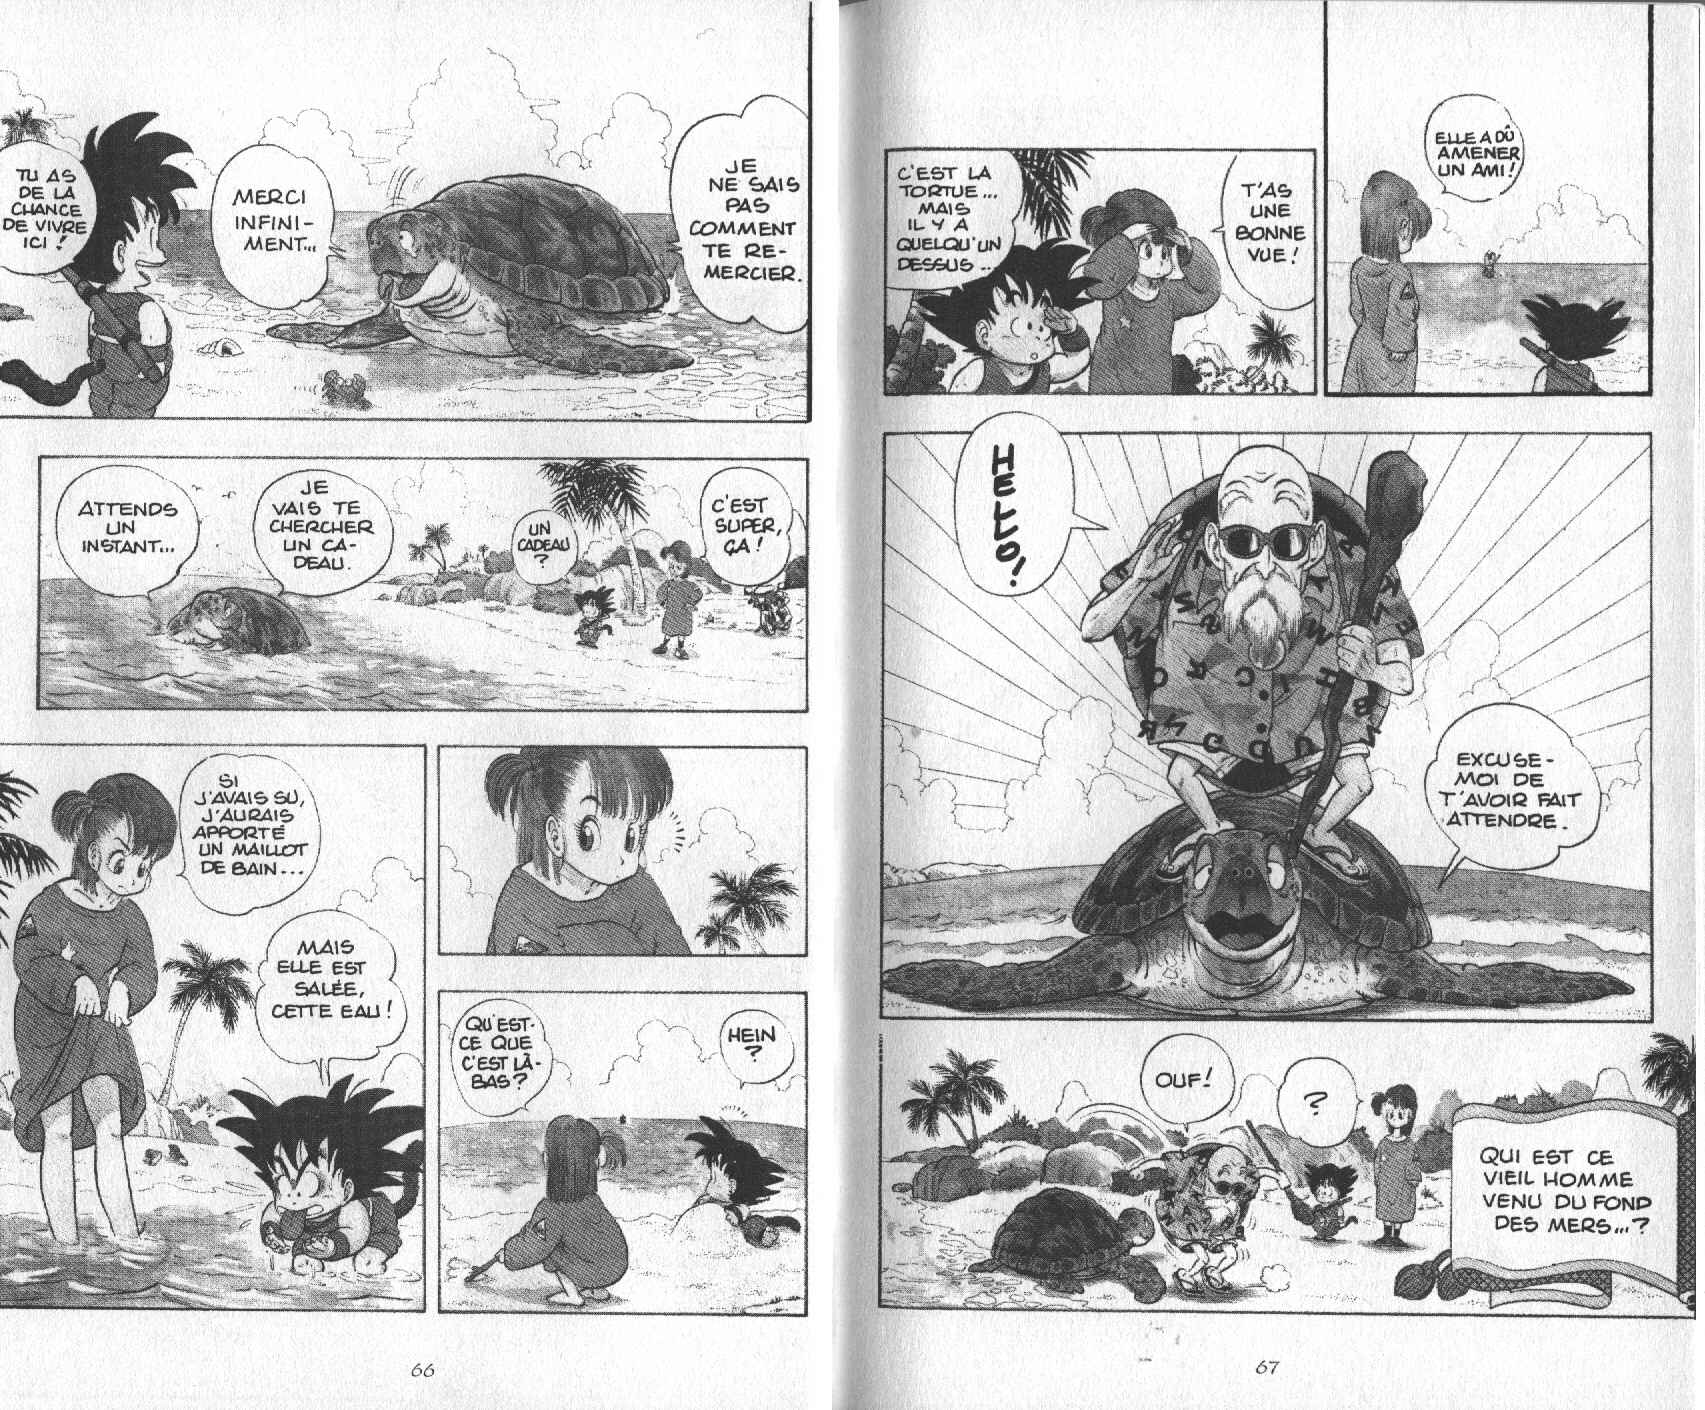 TU AS
DE LA
CHANCE
DE VIVRE
ICI !
MERCI
INFINI-
MENT...
JE
NE SAIS
PAS
COMMENT
TE RE-
MERCIER.
ATTENDS
UN
INSTANT...
JE
VAIS TE
CHERCHER
UN CA-
DEAU.
UN
CADEAU
?
C'EST
SUPER,
ÇA !
SI
J'AVAIS SU,
J'AURAIS
APPORTÉ
UN MAILLOT
DE BAIN...
MAIS
ELLE EST
SALÉE,
CETTE EAU !
QU'EST-
CE QUE
C'EST LÀ-
BAS ?
HEIN
?
66
C'EST LA
TORTUE...
MAIS
IL Y A
QUELQU'UN
DESSUS...
T'AS
UNE
BONNE
VUE !
ELLE A DÛ
AMENER
UN AMI !
HELLO!
EXCUSE-
MOI DE
T'AVOIR FAIT
ATTENDRE.
OUF !
?
QUI EST CE
VIEIL HOMME
VENU DU FOND
DES MERS...?
67